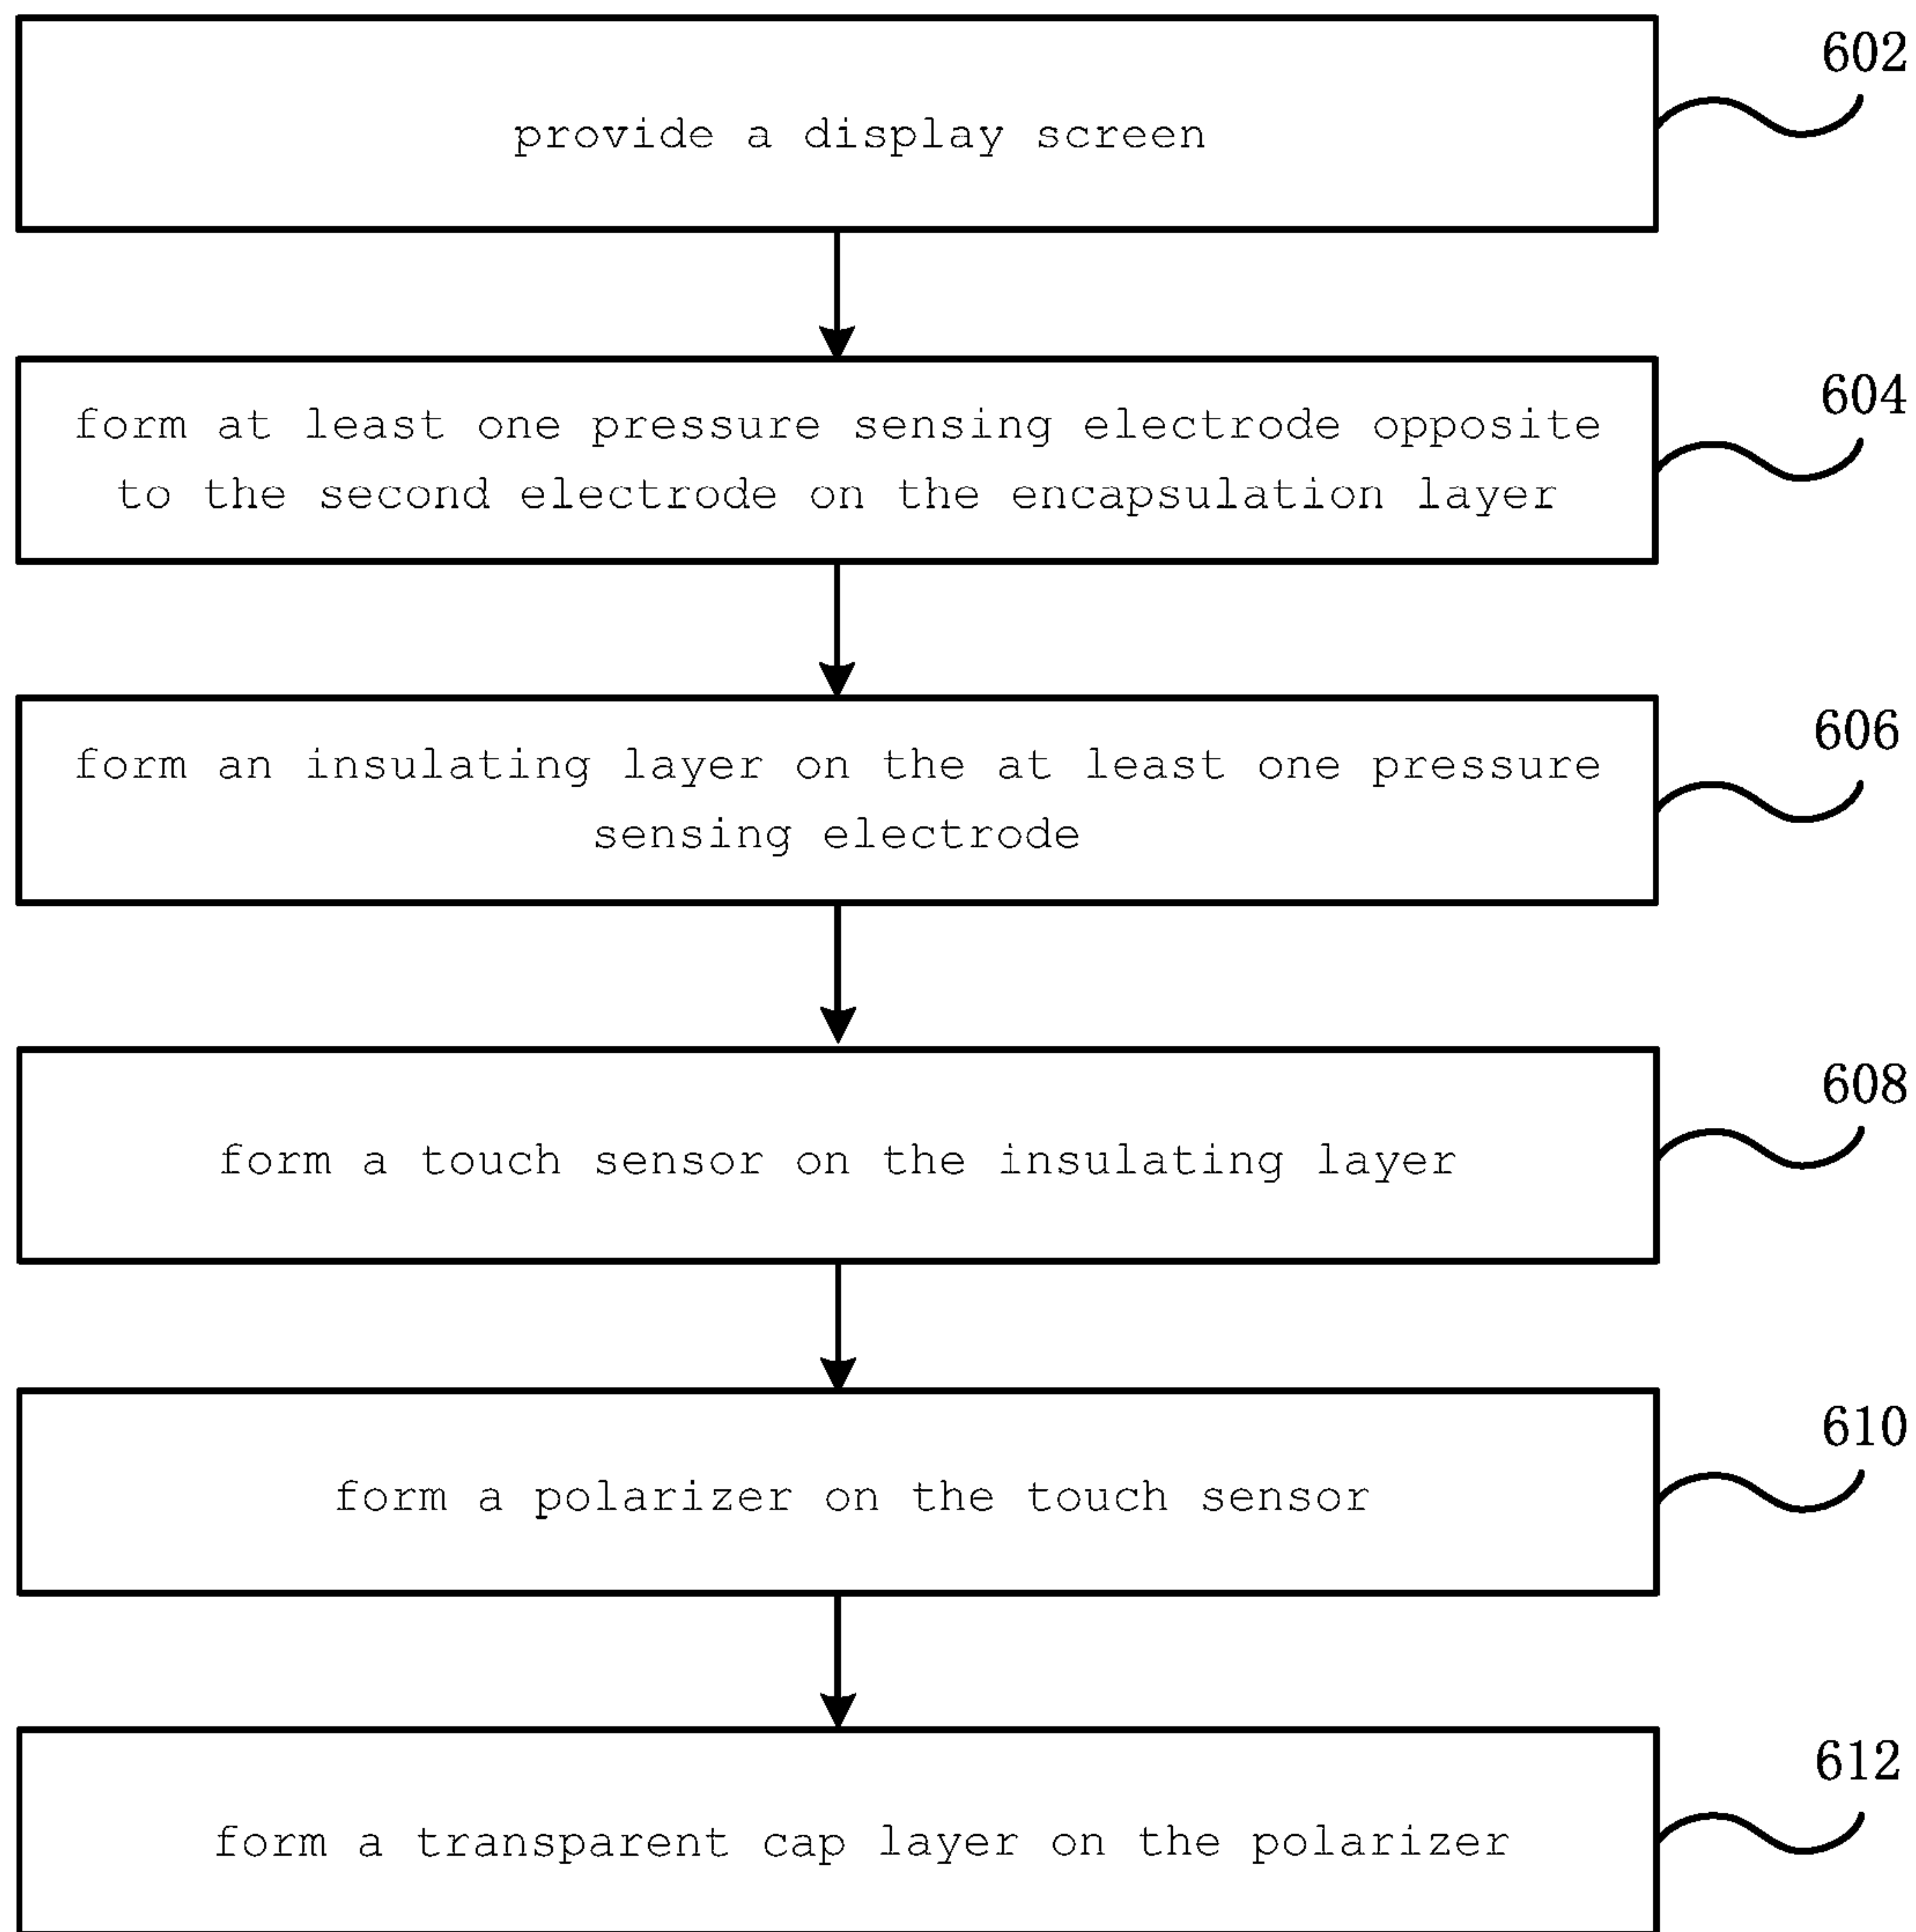 602
provide a display screen
604
form at least one pressure sensing electrode opposite
to the second electrode on the encapsulation layer
606
form an insulating layer on the at least one pressure
sensing electrode
608
form a touch sensor on the insulating layer
610
form a polarizer on the touch sensor
612
form a transparent cap layer on the polarizer